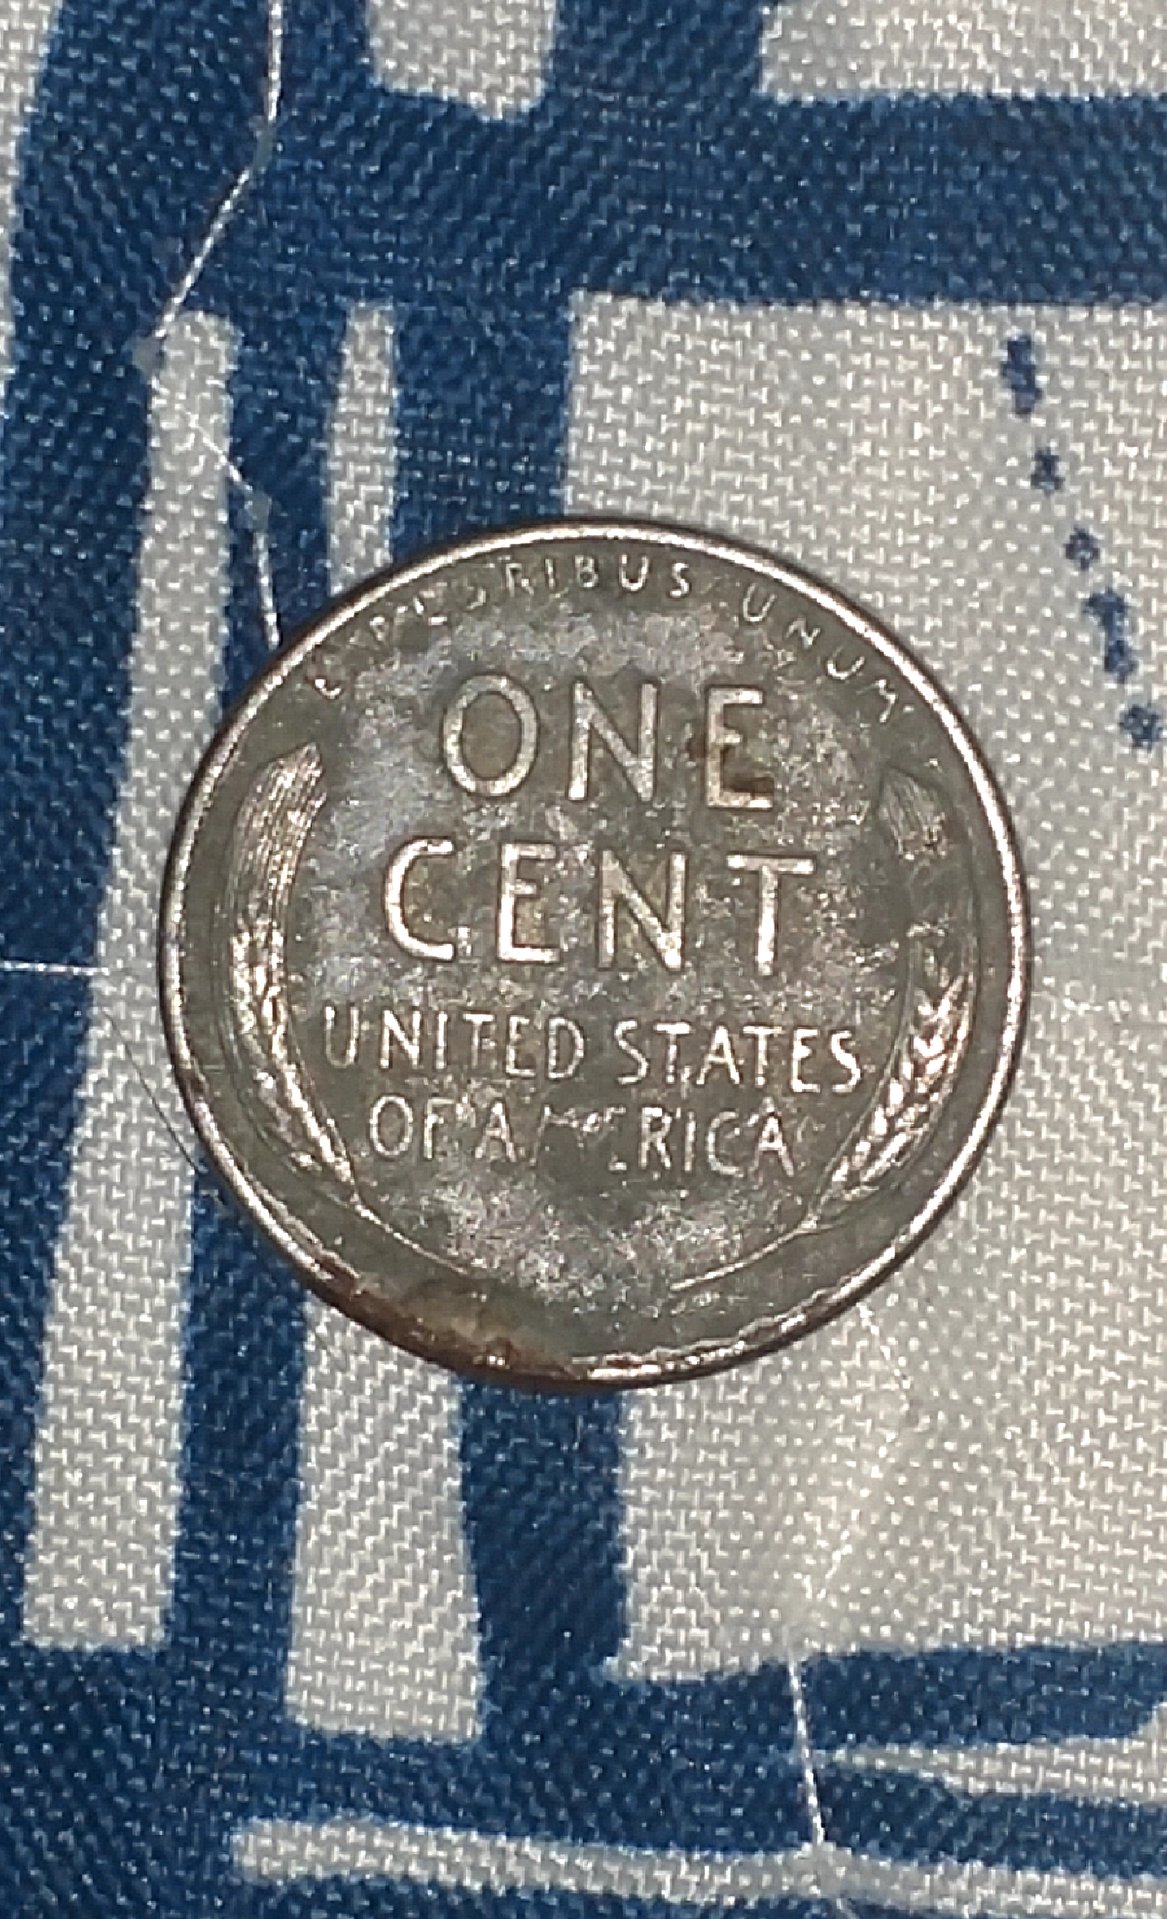 E PLURIBUS UNUM
ONE
CENT
UNITED STATES
OF AMERICA